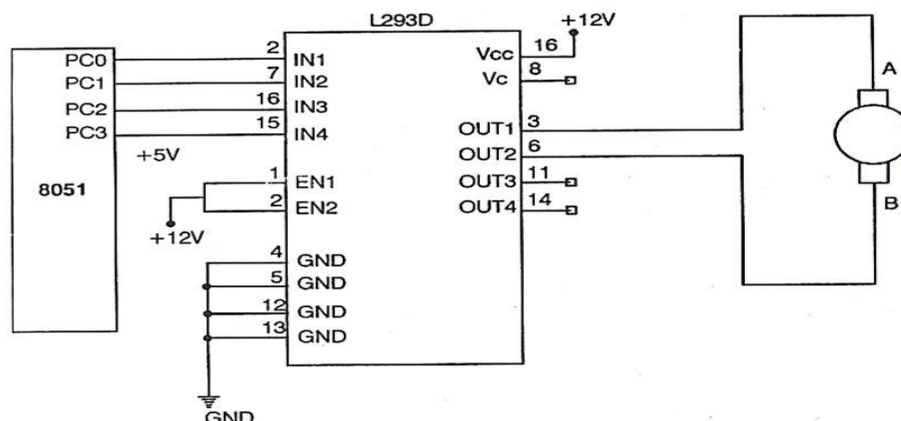 L293D
+12V
PC0 2 IN1 Vcc 16
PC1 7 IN2 Vc 8
PC2 16 IN3
PC3 15 IN4 OUT1 3
+5V OUT2 6
8051 1 EN1 OUT3 11
2 EN2 OUT4 14
+12V
4 GND
5 GND
12 GND
13 GND
GND
A
B